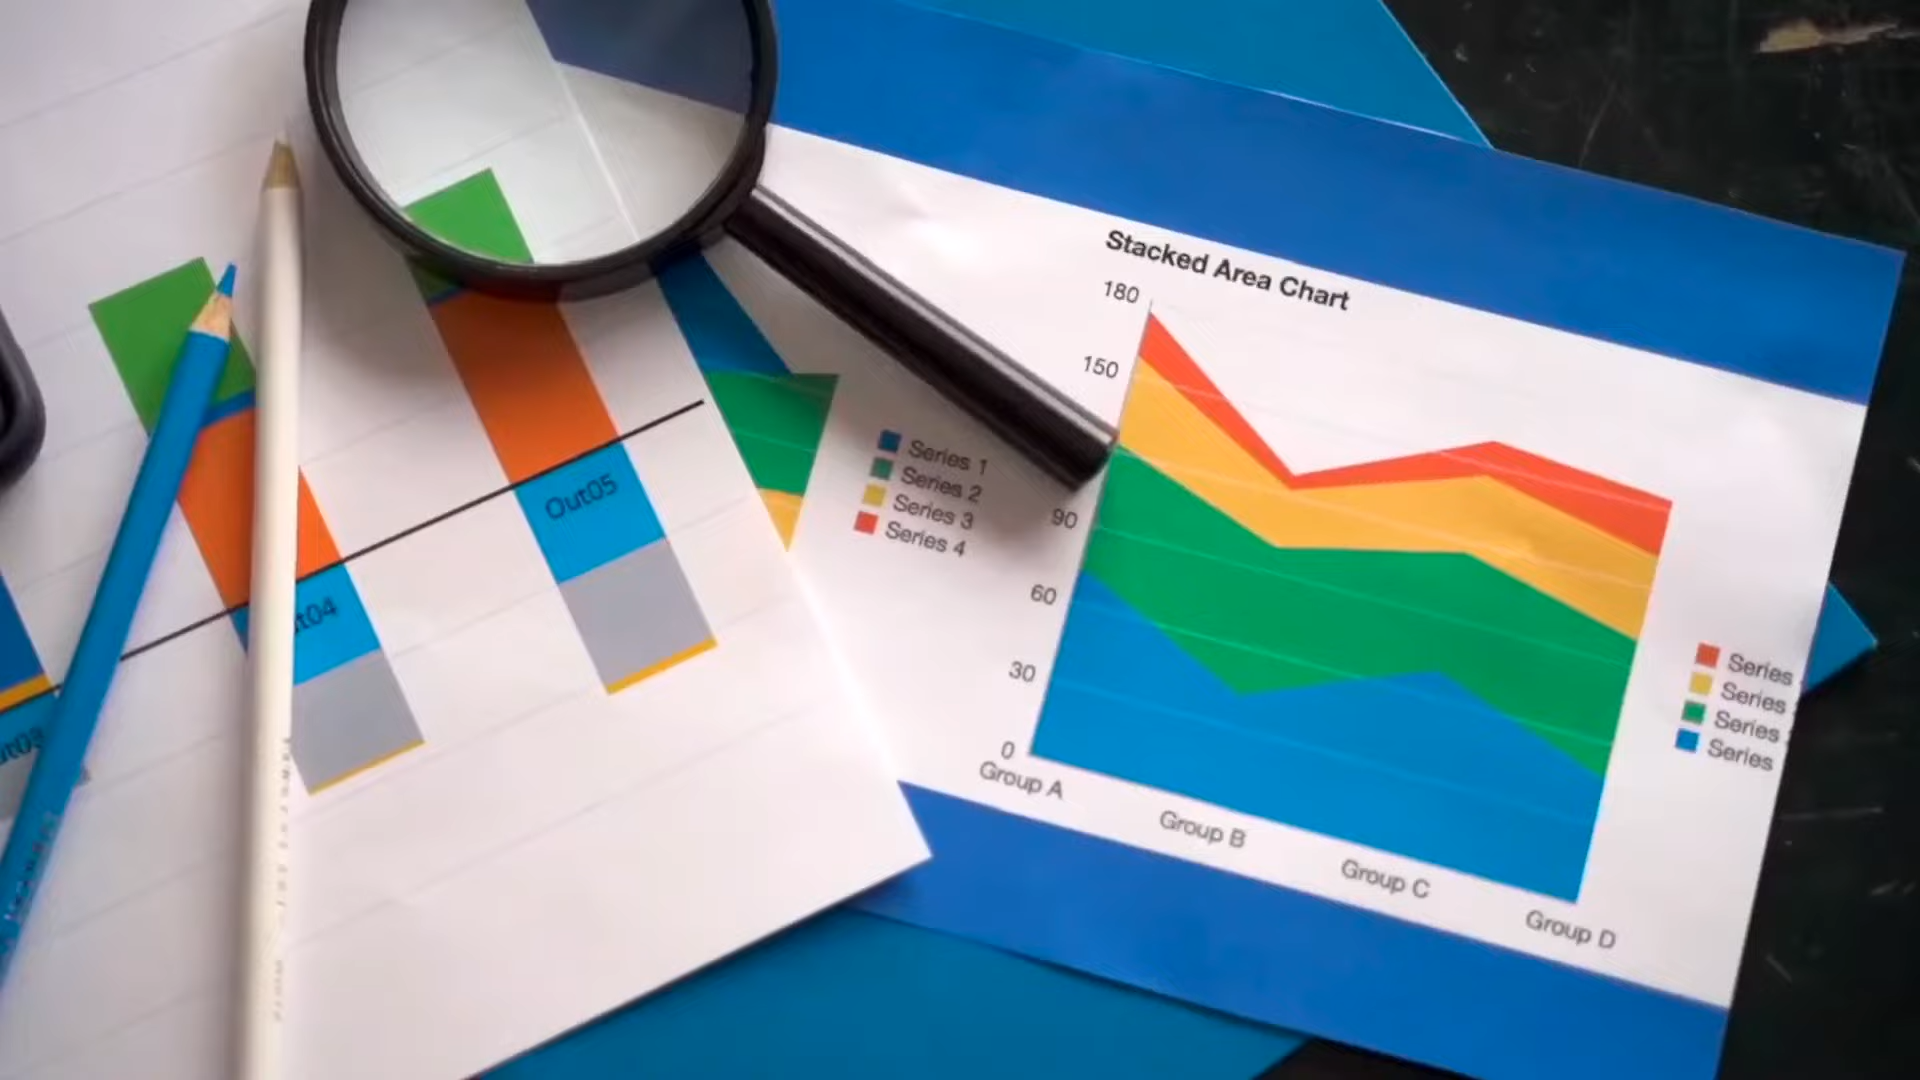 Stacked Area Chart
180
150
90
60
30
0
Group A
Group B
Group C
Group D
Series 1
Series 2
Series 3
Series 4
Series
Series
Series
Series
Out05
t04